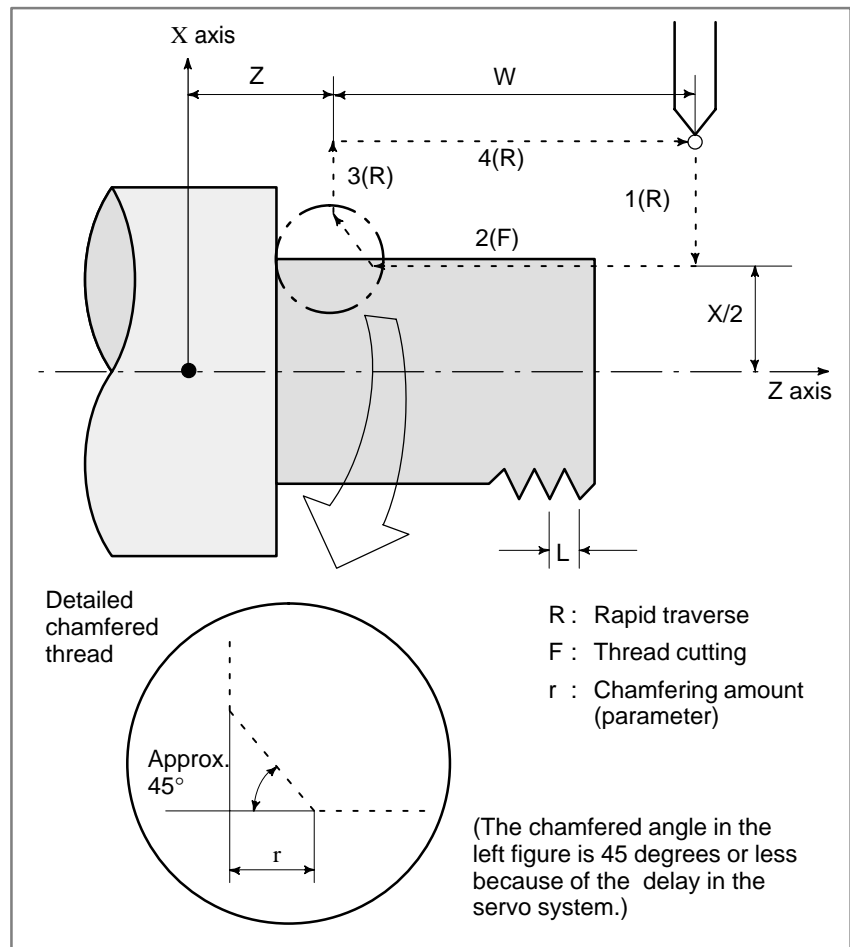 X axis
Z
W
4(R)
3(R)
1(R)
2(F)
X/2
Z axis
L
Detailed
chamfered
thread
R : Rapid traverse
F : Thread cutting
r : Chamfering amount
(parameter)
Approx.
45°
r
(The chamfered angle in the
left figure is 45 degrees or less
because of the delay in the
servo system.)